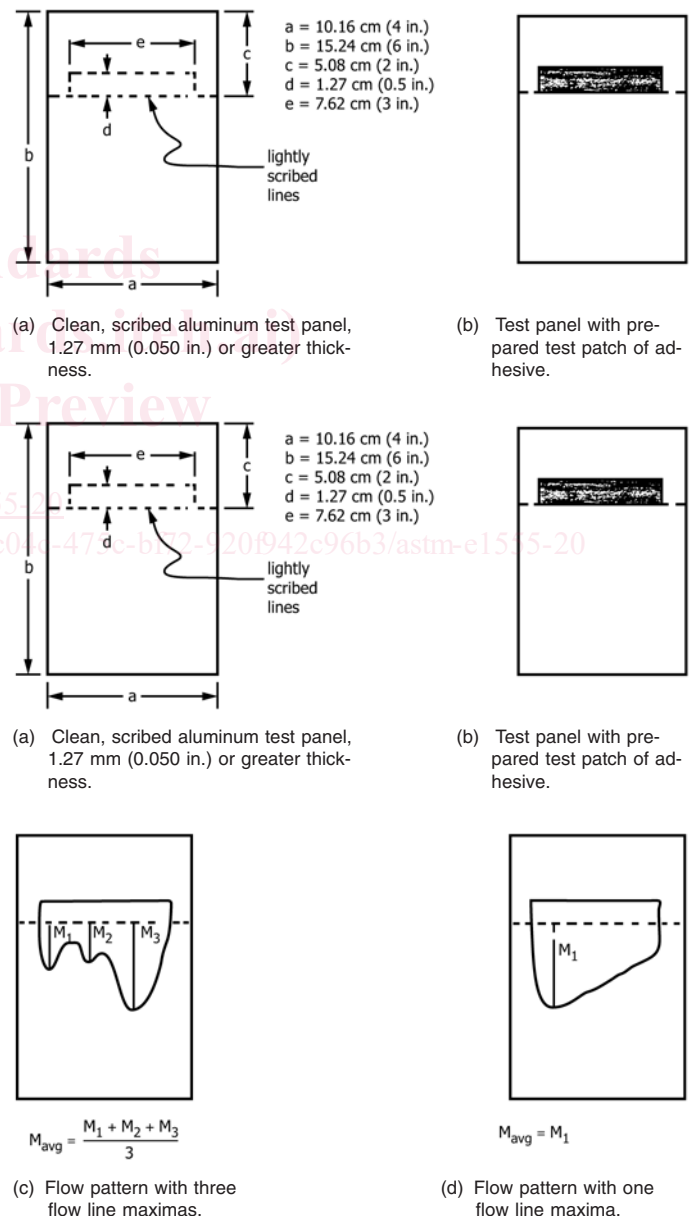 e
c
d
b
a
a = 10.16 cm (4 in.)
b = 15.24 cm (6 in.)
c = 5.08 cm (2 in.)
d = 1.27 cm (0.5 in.)
e = 7.62 cm (3 in.)
lightly
scribed
lines
(a) Clean, scribed aluminum test panel,
1.27 mm (0.050 in.) or greater thick-
ness.
(b) Test panel with pre-
pared test patch of ad-
hesive.
Preview
e
c
d
b
a
a = 10.16 cm (4 in.)
b = 15.24 cm (6 in.)
c = 5.08 cm (2 in.)
d = 1.27 cm (0.5 in.)
e = 7.62 cm (3 in.)
lightly
scribed
lines
(a) Clean, scribed aluminum test panel,
1.27 mm (0.050 in.) or greater thick-
ness.
(b) Test panel with pre-
pared test patch of ad-
hesive.
M1 M2 M3
M1
Mavg = M1 + M2 + M3
3
Mavg = M1
(c) Flow pattern with three
flow line maximas.
(d) Flow pattern with one
flow line maxima.